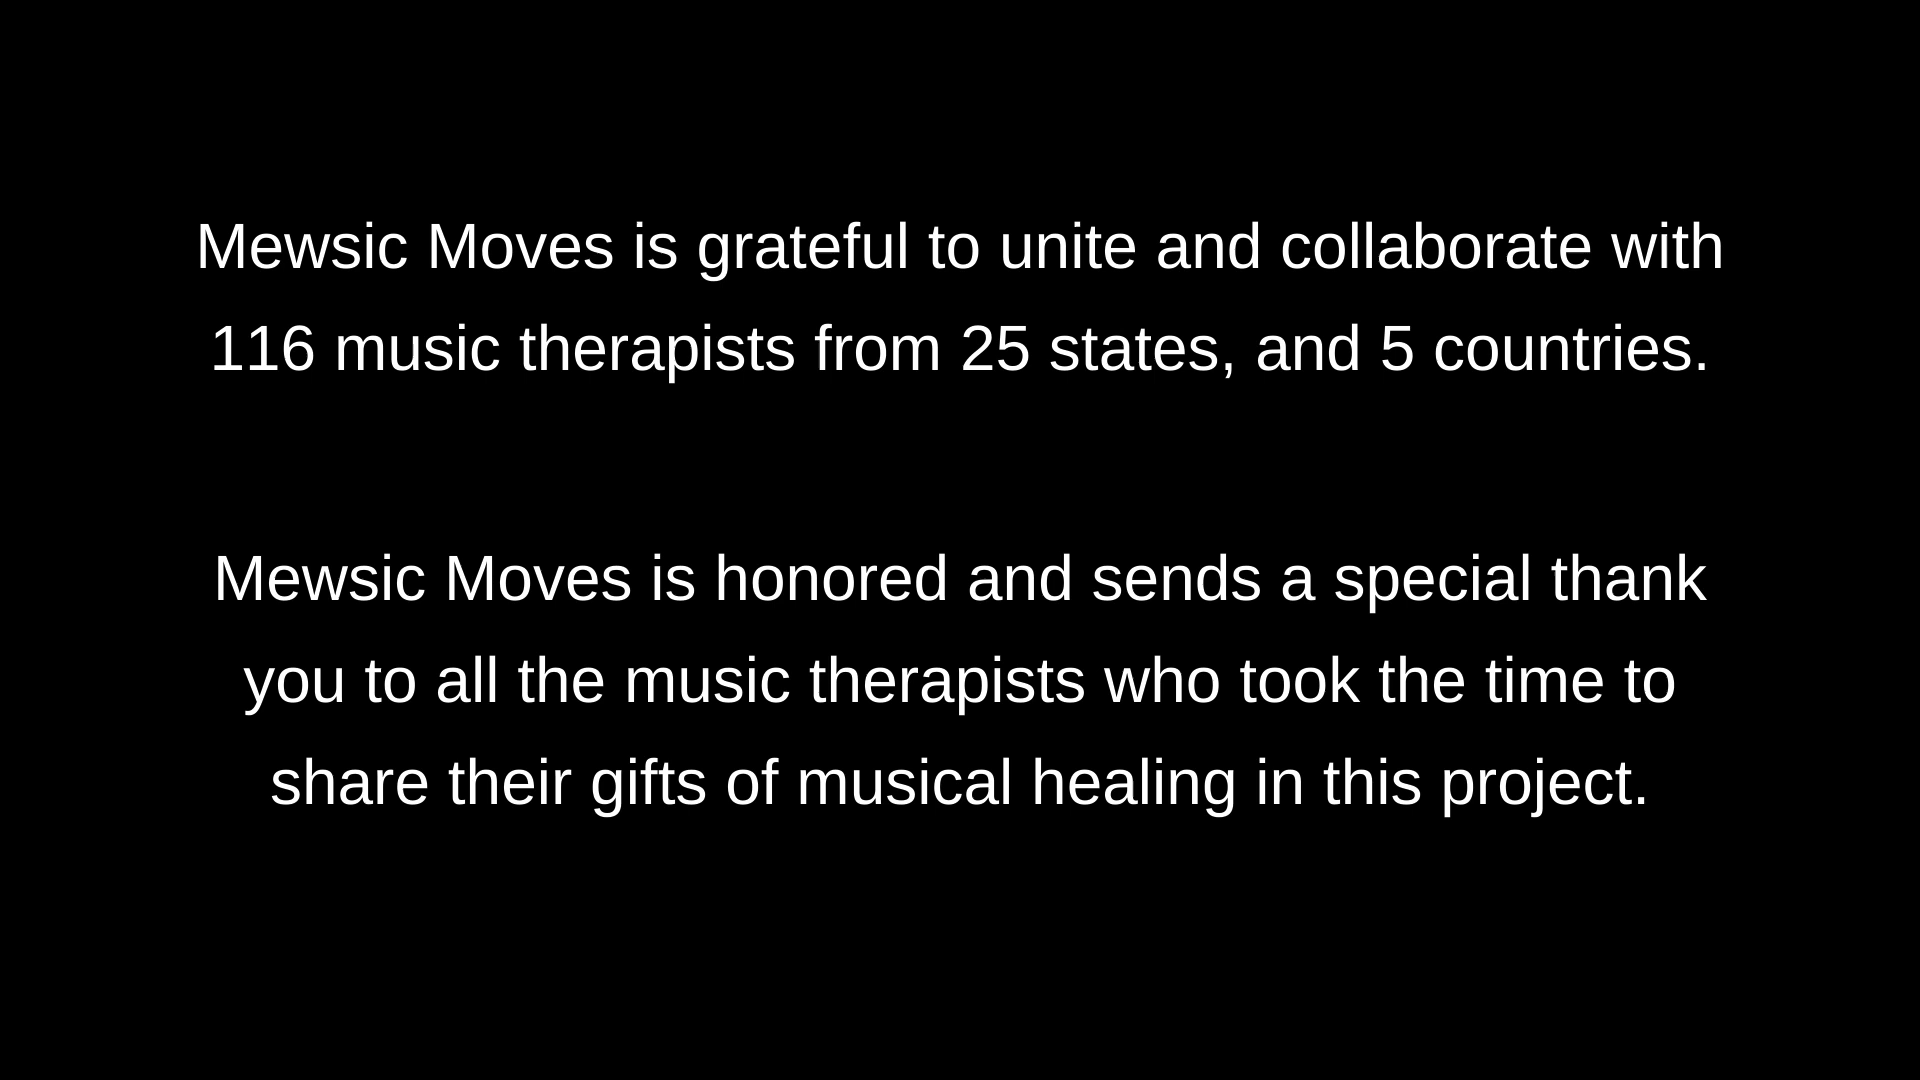 Mewsic Moves is grateful to unite and collaborate with
116 music therapists from 25 states, and 5 countries.
Mewsic Moves is honored and sends a special thank
you to all the music therapists who took the time to
share their gifts of musical healing in this project.